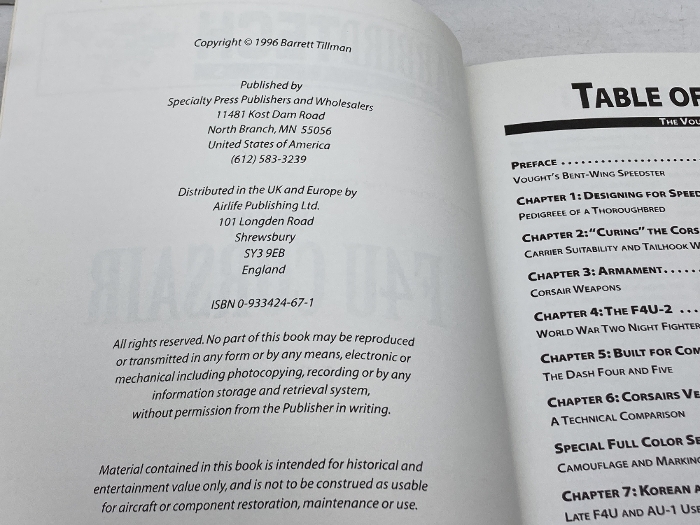 Copyright © 1996 Barrett Tillman
Published by
Specialty Press Publishers and Wholesalers
11481 Kost Dam Road
North Branch, MN 55056
United States of America
(612) 583-3239
Distributed in the UK and Europe by
Airlife Publishing Ltd.
101 Longden Road
Shrewsbury
SY3 9EB
England
ISBN 0-933424-67-1
All rights reserved. No part of this book may be reproduced
or transmitted in any form or by any means, electronic or
mechanical including photocopying, recording or by any
information storage and retrieval system,
without permission from the Publisher in writing.
Material contained in this book is intended for historical and
entertainment value only, and is not to be construed as usable
for aircraft or component restoration, maintenance or use.
TABLE OF
THE VOU
PREFACE
VOUGHT'S BENT-WING SPEEDSTER
CHAPTER 1: DESIGNING FOR SPEED
PEDIGREEE OF A THOROUGHBRED
CHAPTER 2: "CURING" THE CORS
CARRIER SUITABILITY AND TAILHOOK W
CHAPTER 3: ARMAMENT
CORSAIR WEAPONS
CHAPTER 4: THE F4U-2
WORLD WAR TWO NIGHT FIGHTER
CHAPTER 5: BUILT FOR COM
THE DASH FOUR AND FIVE
CHAPTER 6: CORSAIRS VE
A TECHNICAL COMPARISON
SPECIAL FULL COLOR SE
CAMOUFLAGE AND MARKING
CHAPTER 7: KOREAN A
LATE F4U AND AU-1 USE